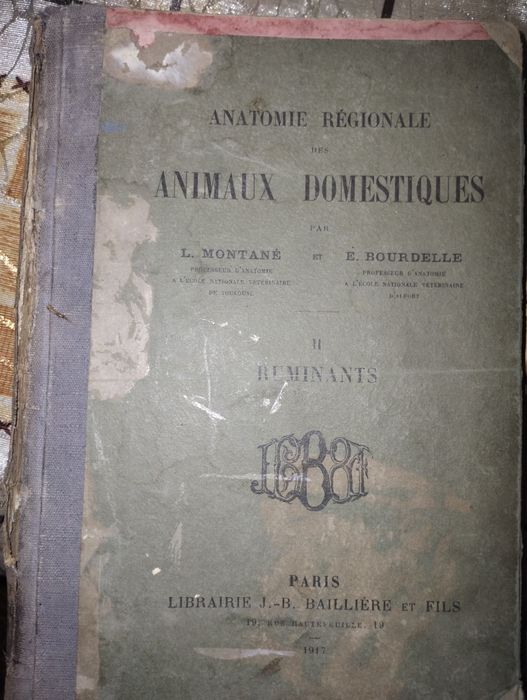 ANATOMIE RÉGIONALE
DES
ANIMAUX DOMESTIQUES
PAR
L. MONTANÉ ET E. BOURDELLE
PROFESSEUR D'ANATOMIE
A L'ÉCOLE NATIONALE VÉTÉRINAIRE
DE TOULOUSE
PROFESSEUR D'ANATOMIE
A L'ÉCOLE NATIONALE VÉTÉRINAIRE
D'ALFORT
II
RUMINANTS
PARIS
LIBRAIRIE J.-B. BAILLIÈRE ET FILS
19, RUE HAUTEFEUILLE, 19
1917